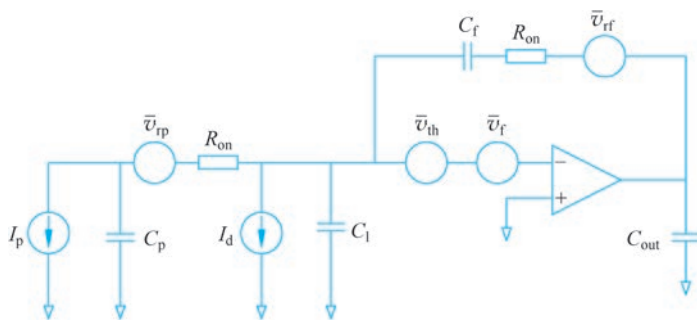 C_f
R_on
v̅_rf
v̅_rp
R_on
v̅_th
v̅_f
−
+
I_p
C_p
I_d
C_l
C_out